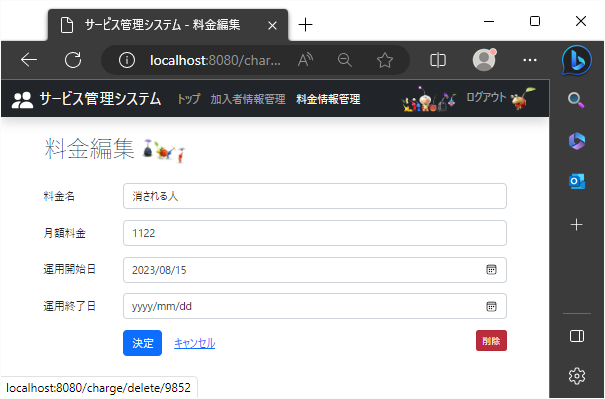 サービス管理システム - 料金編集
localhost:8080/char...
サービス管理システム トップ 加入者情報管理 料金情報管理 ログアウト
料金編集
料金名 消される人
月額料金 1122
運用開始日 2023/08/15
運用終了日 yyyy/mm/dd
決定 キャンセル 削除
localhost:8080/charge/delete/9852